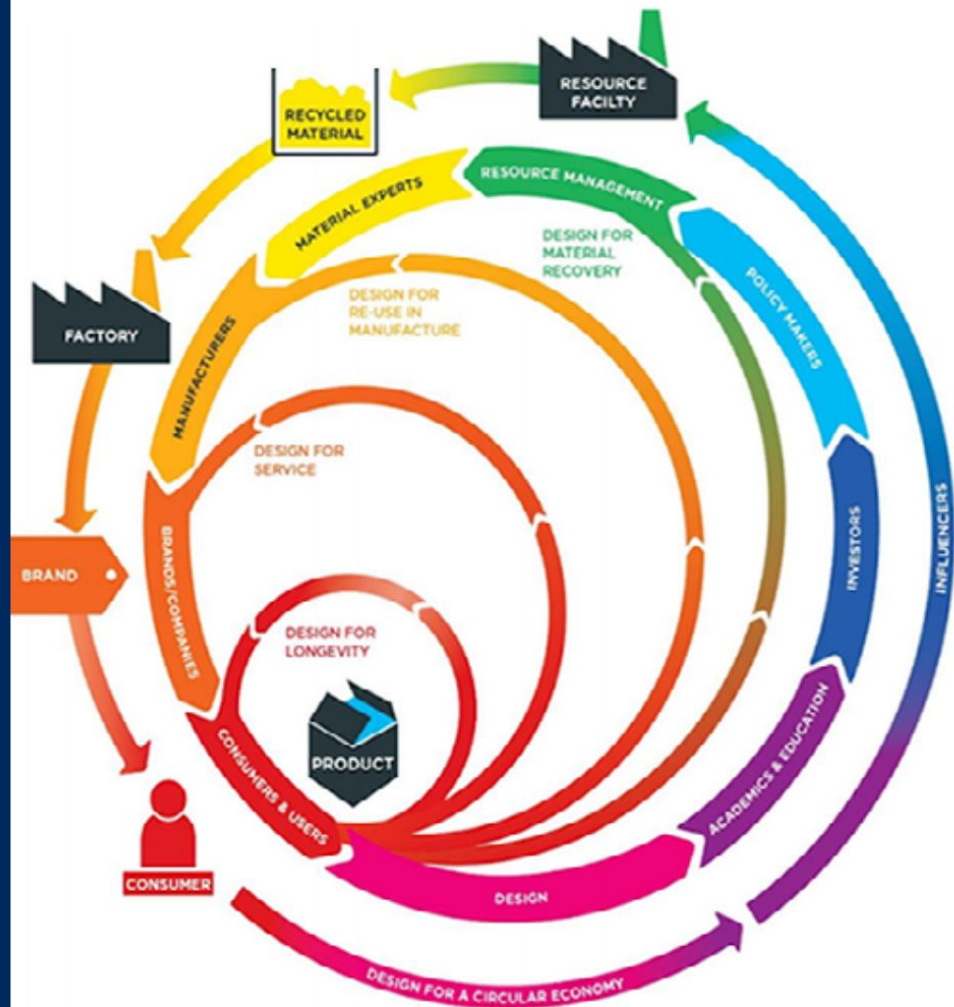 RESOURCE
FACILTY
RECYCLED
MATERIAL
RESOURCE MANAGEMENT
MATERIAL EXPERTS
DESIGN FOR
MATERIAL
RECOVERY
POLICY MAKERS
DESIGN FOR
RE-USE IN
MANUFACTURE
FACTORY
MANUFACTURERS
DESIGN FOR
SERVICE
INVESTORS
INFLUENCERS
BRAND
BRANDS/COMPANIES
DESIGN FOR
LONGEVITY
PRODUCT
CONSUMERS & USERS
ACADEMICS & EDUCATION
CONSUMER
DESIGN
DESIGN FOR A CIRCULAR ECONOMY